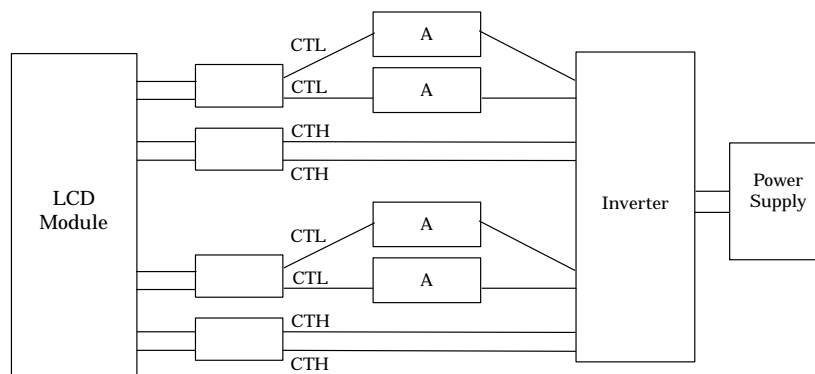 CTL
A
CTL
A
CTH
CTH
LCD
Module
Inverter
Power
Supply
CTL
A
CTL
A
CTH
CTH